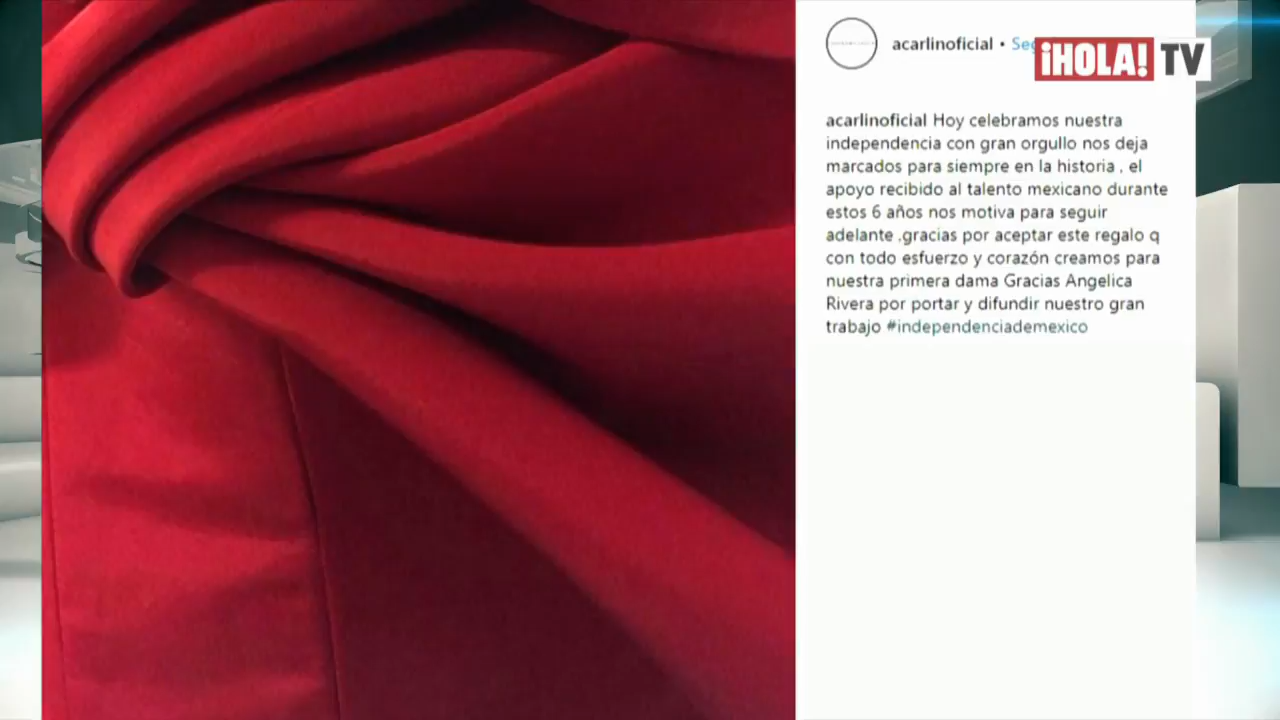 acarlinoficial •
¡HOLA! TV
acarlinoficial Hoy celebramos nuestra
independencia con gran orgullo nos deja
marcados para siempre en la historia , el
apoyo recibido al talento mexicano durante
estos 6 años nos motiva para seguir
adelante ,gracias por aceptar este regalo q
con todo esfuerzo y corazón creamos para
nuestra primera dama Gracias Angelica
Rivera por portar y difundir nuestro gran
trabajo #independenciademexico